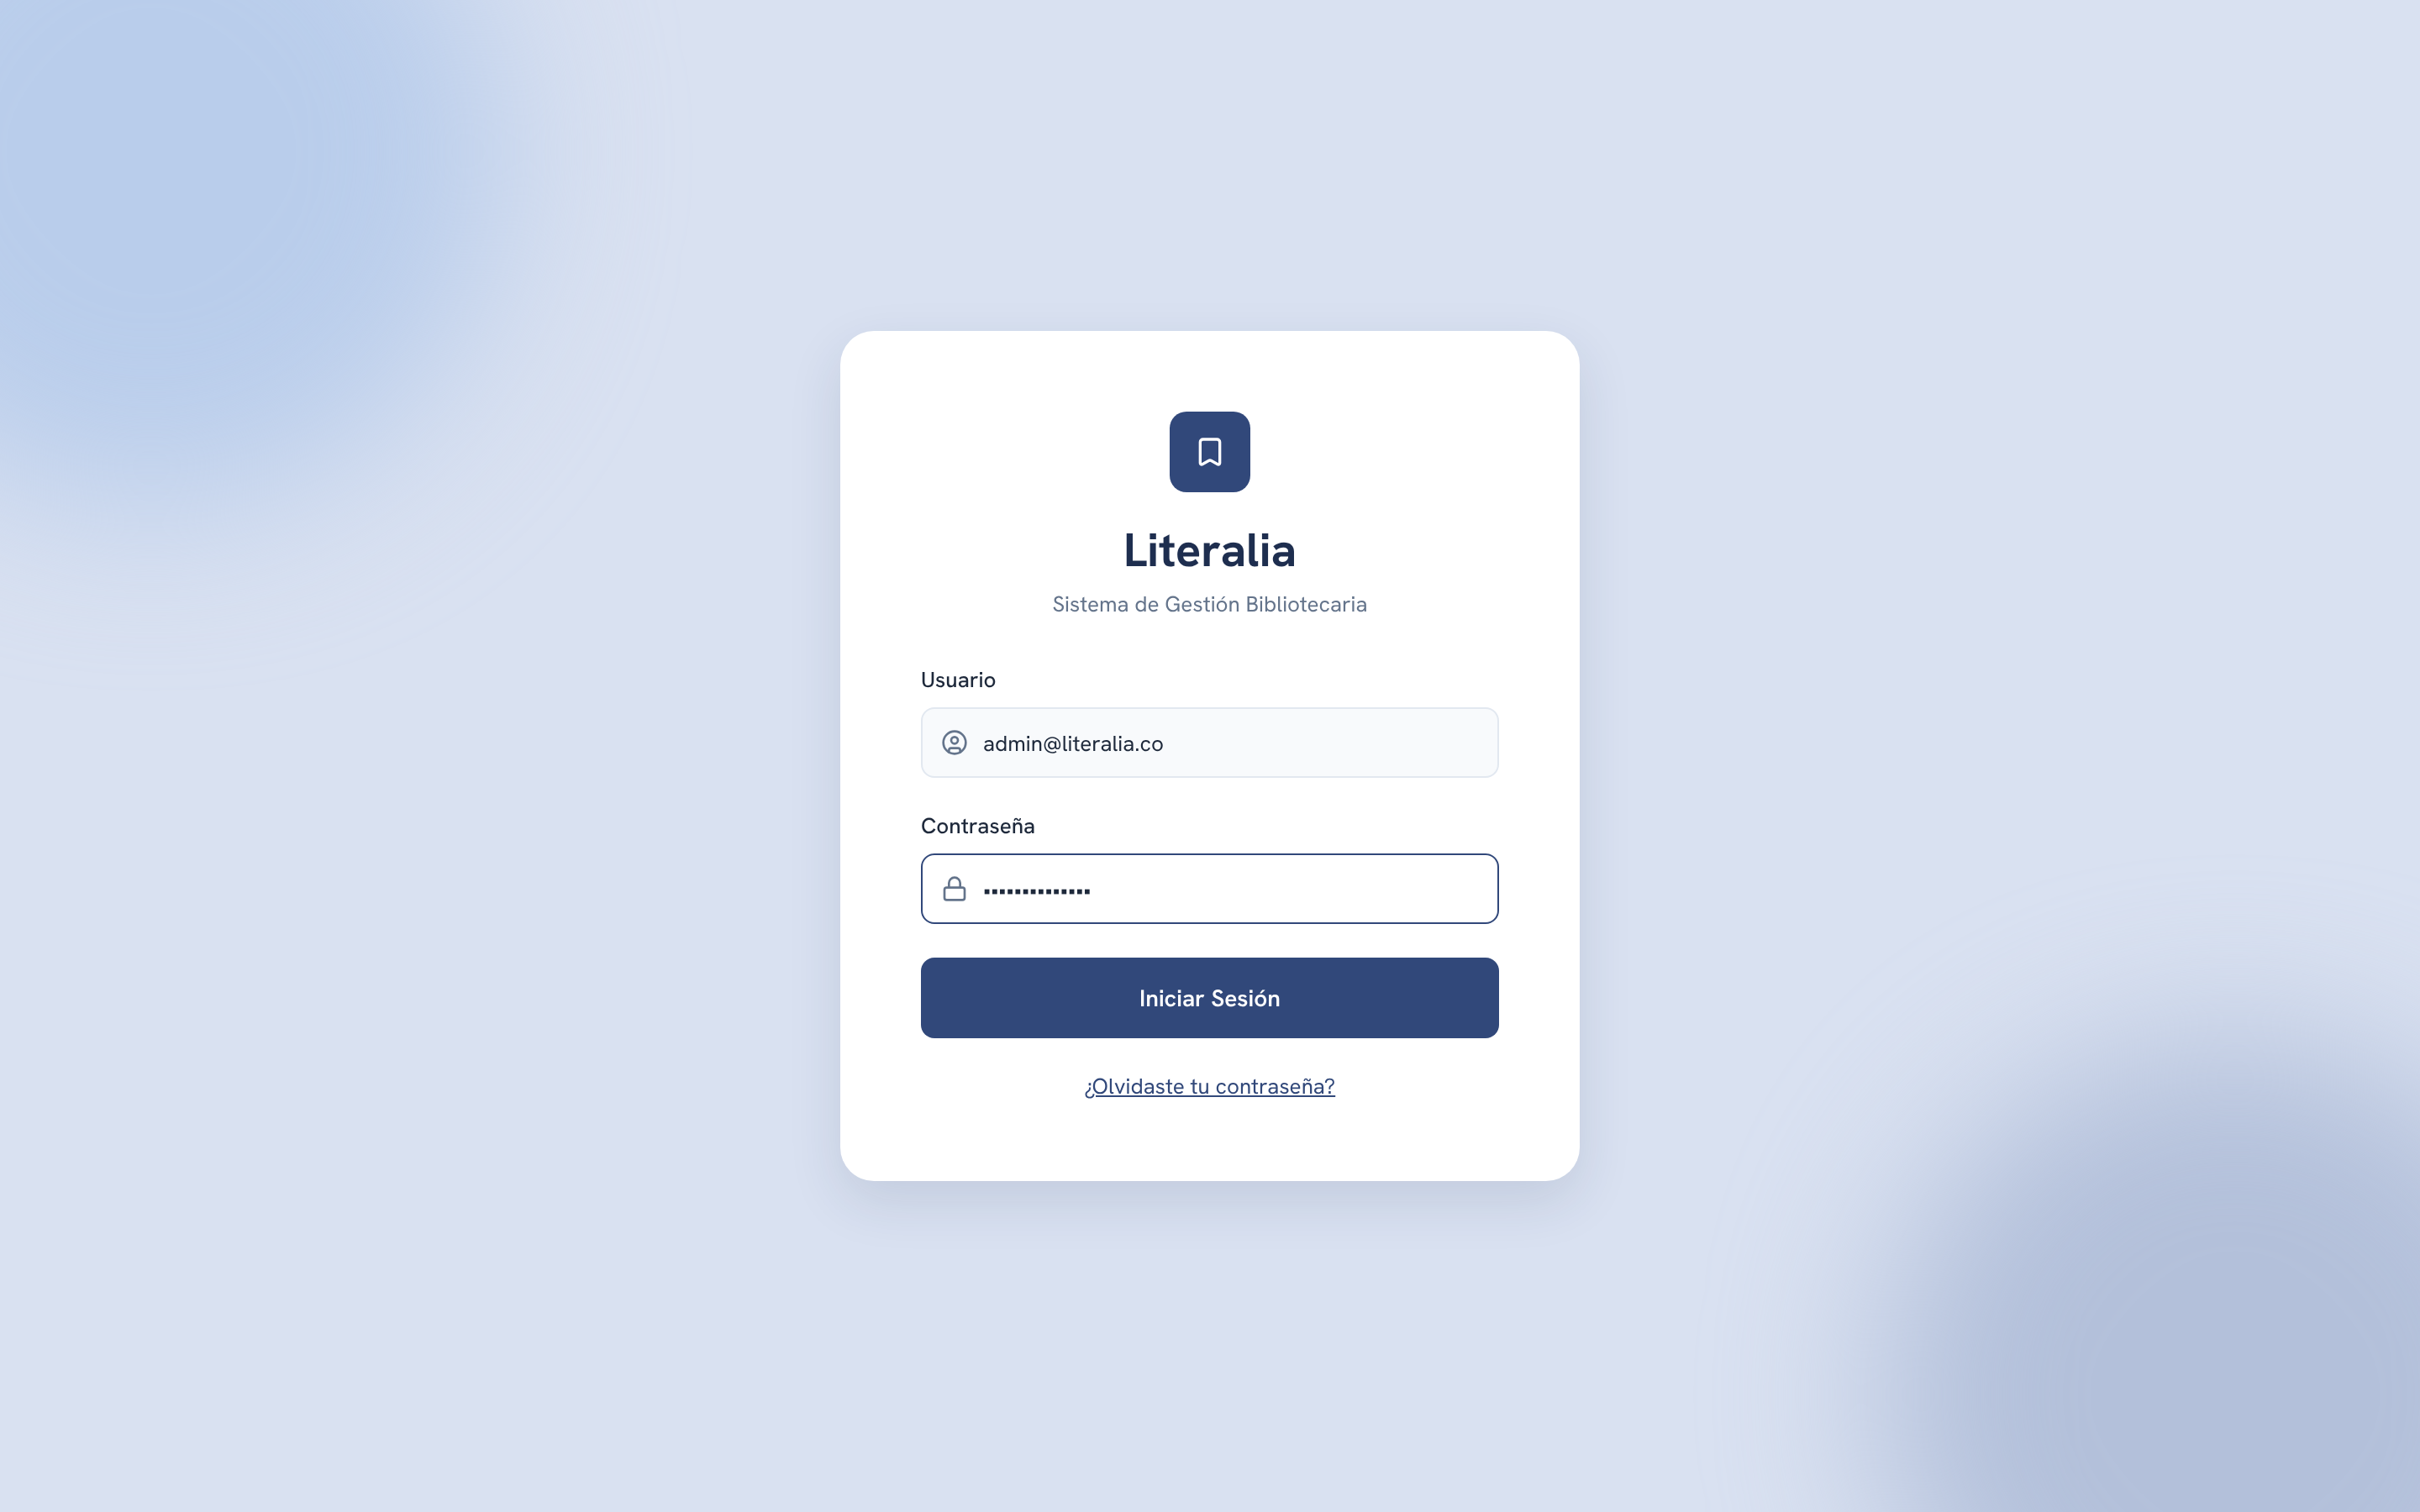 Literalia
Sistema de Gestión Bibliotecaria
Usuario
admin@literalia.co
Contraseña
••••••••••••••
Iniciar Sesión
¿Olvidaste tu contraseña?